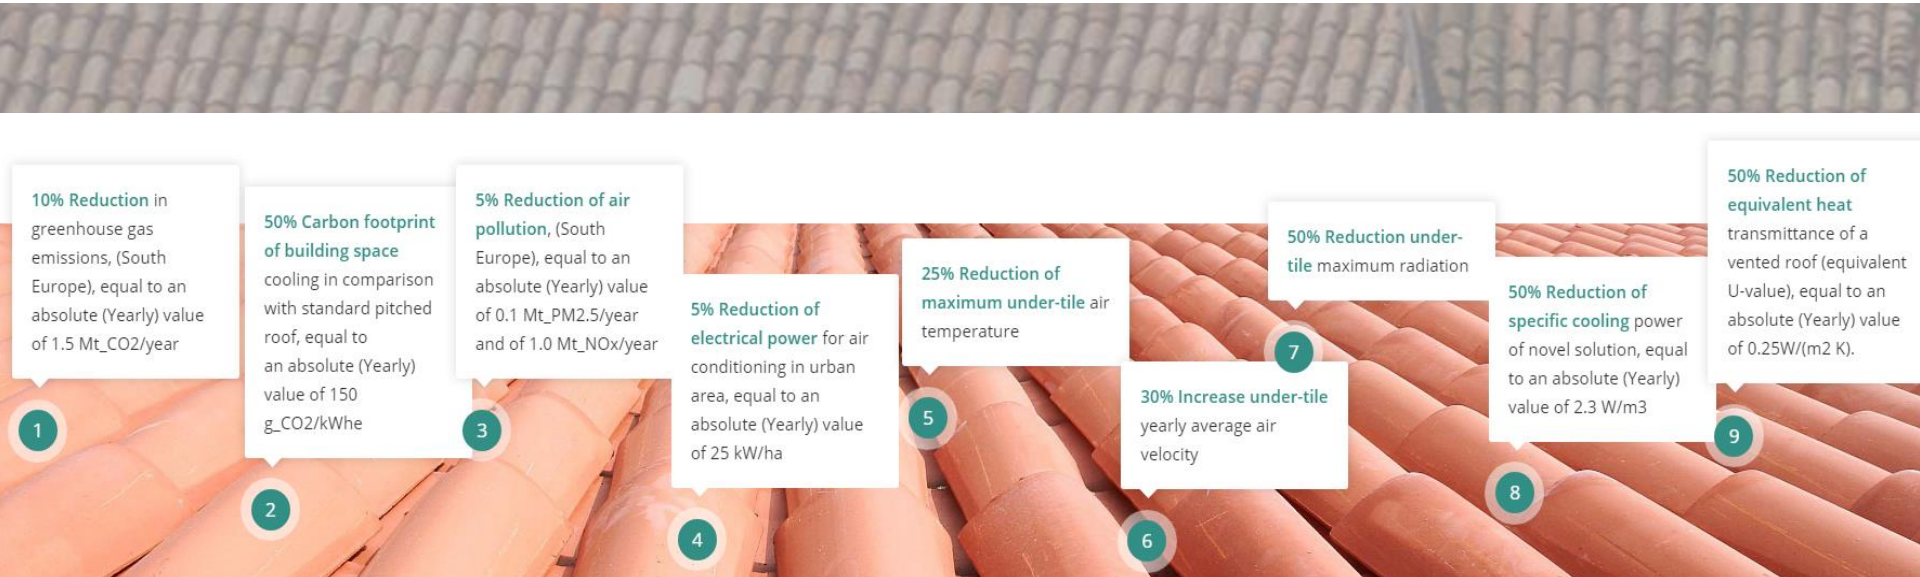 10% Reduction in
greenhouse gas
emissions, (South
Europe), equal to an
absolute (Yearly) value
of 1.5 Mt_CO2/year
1
50% Carbon footprint
of building space
cooling in comparison
with standard pitched
roof, equal to
an absolute (Yearly)
value of 150
g_CO2/kWhe
2
5% Reduction of air
pollution, (South
Europe), equal to an
absolute (Yearly) value
of 0.1 Mt_PM2.5/year
and of 1.0 Mt_NOx/year
3
5% Reduction of
electrical power for air
conditioning in urban
area, equal to an
absolute (Yearly) value
of 25 kW/ha
4
25% Reduction of
maximum under-tile air
temperature
5
30% Increase under-tile
yearly average air
velocity
6
50% Reduction under-
tile maximum radiation
7
50% Reduction of
specific cooling power
of novel solution, equal
to an absolute (Yearly)
value of 2.3 W/m3
8
50% Reduction of
equivalent heat
transmittance of a
vented roof (equivalent
U-value), equal to an
absolute (Yearly) value
of 0.25W/(m2 K).
9